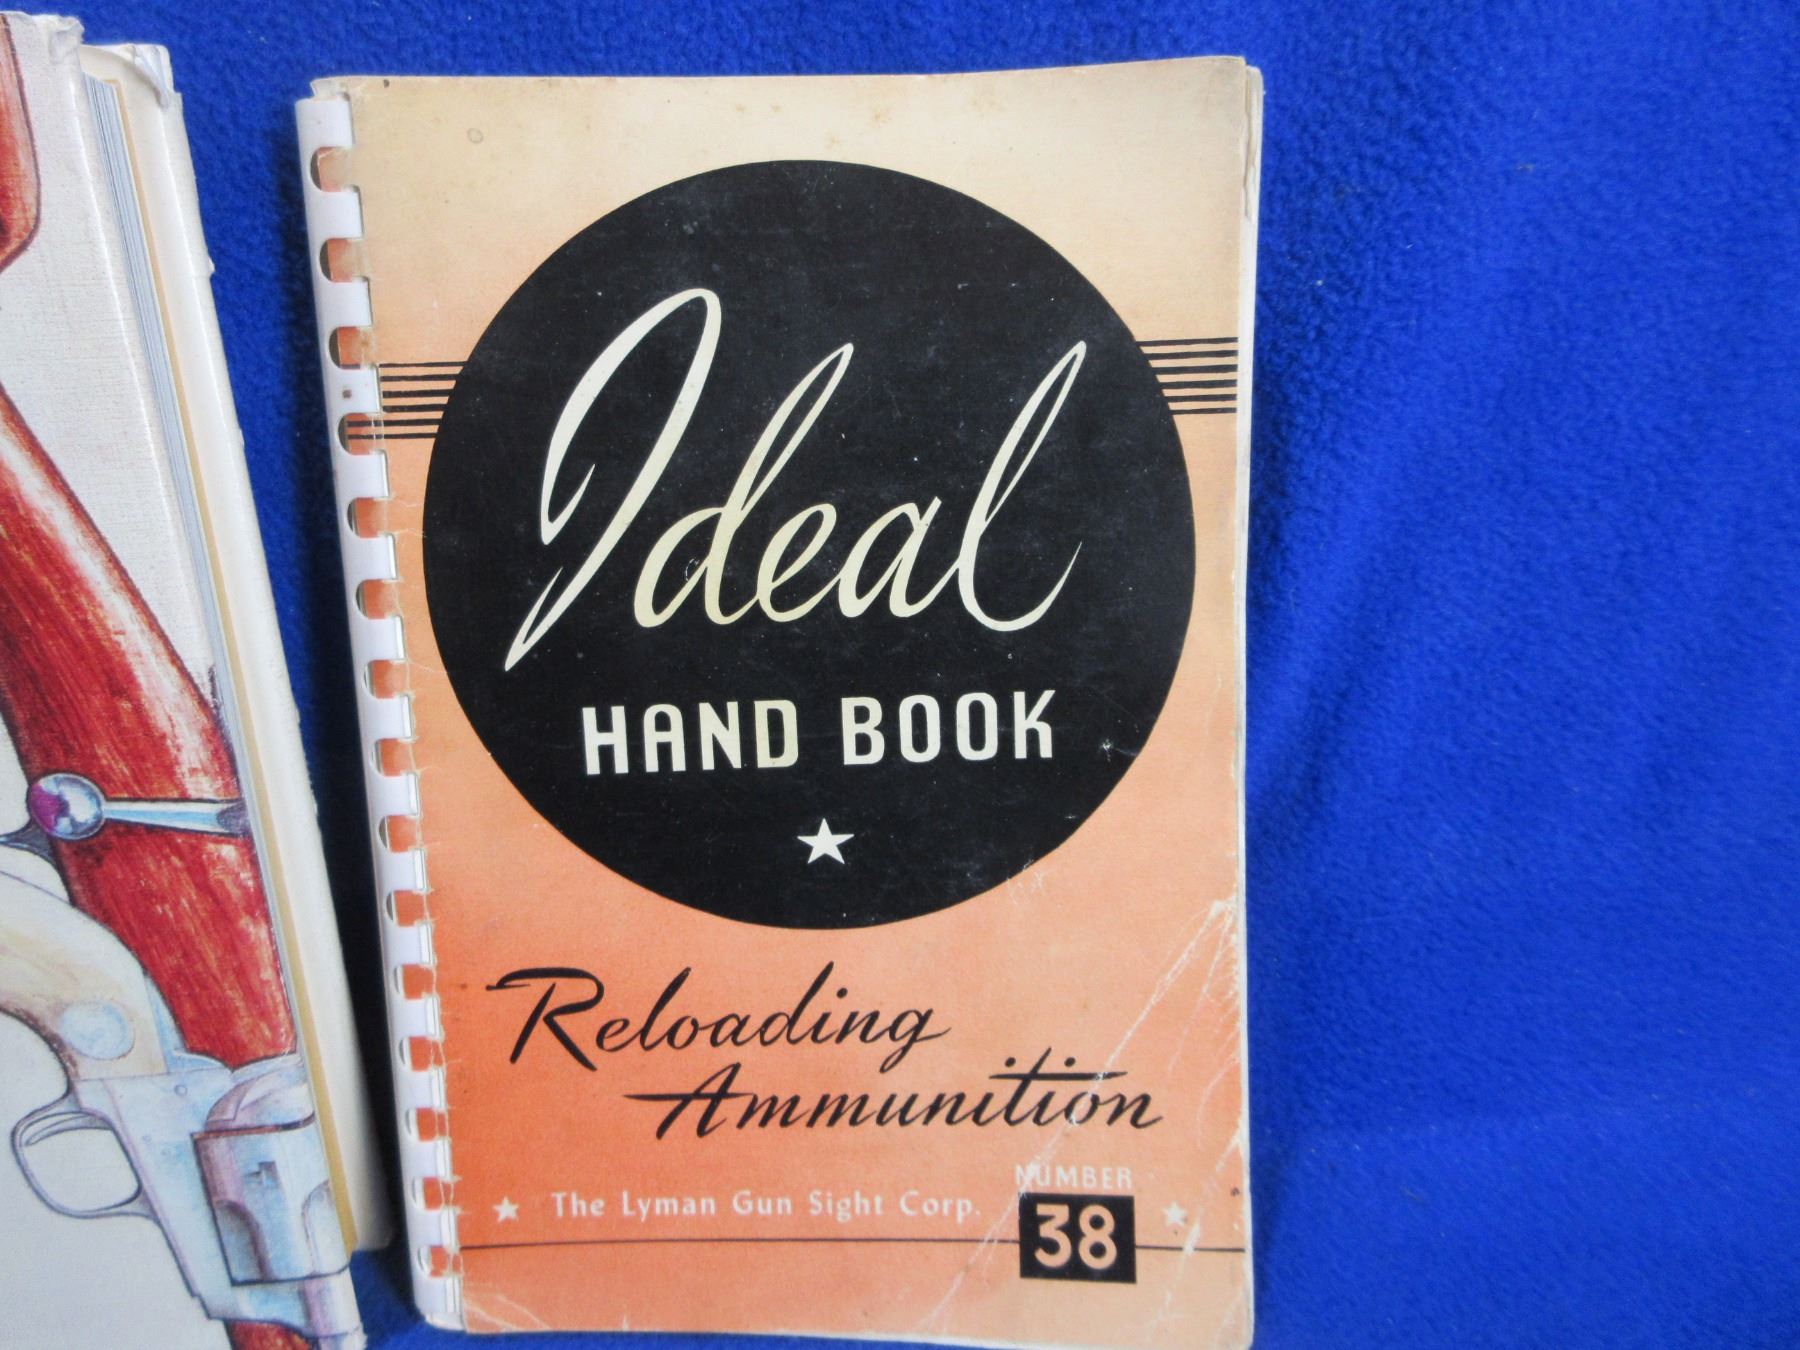 Ideal
HAND BOOK
Reloading
Ammunition
NUMBER
The Lyman Gun Sight Corp.
38